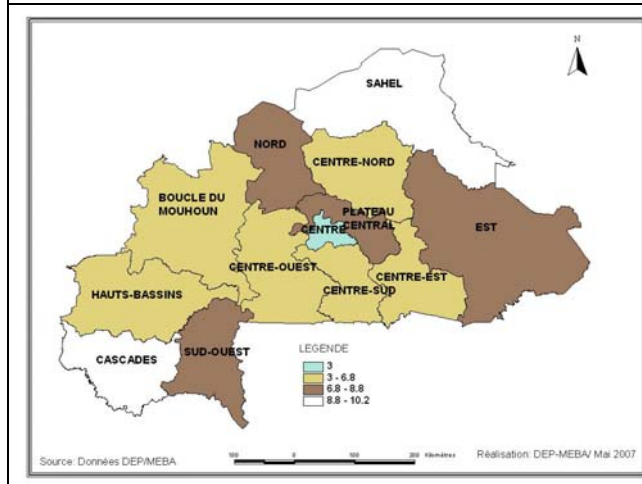 N
SAHEL
NORD
CENTRE-NORD
BOUCLE DU
MOUHOUN
PLATEAU
CENTRAL
CENTRE
EST
CENTRE-OUEST
CENTRE-EST
CENTRE-SUD
HAUTS-BASSINS
CASCADES
SUD-OUEST
LEGENDE
3
3 - 6.8
6.8 - 8.8
8.8 - 10.2
100 0 100 200 Kilomètres
Source: Données DEP/MEBA
Réalisation: DEP-MEBA/ Mai 2007